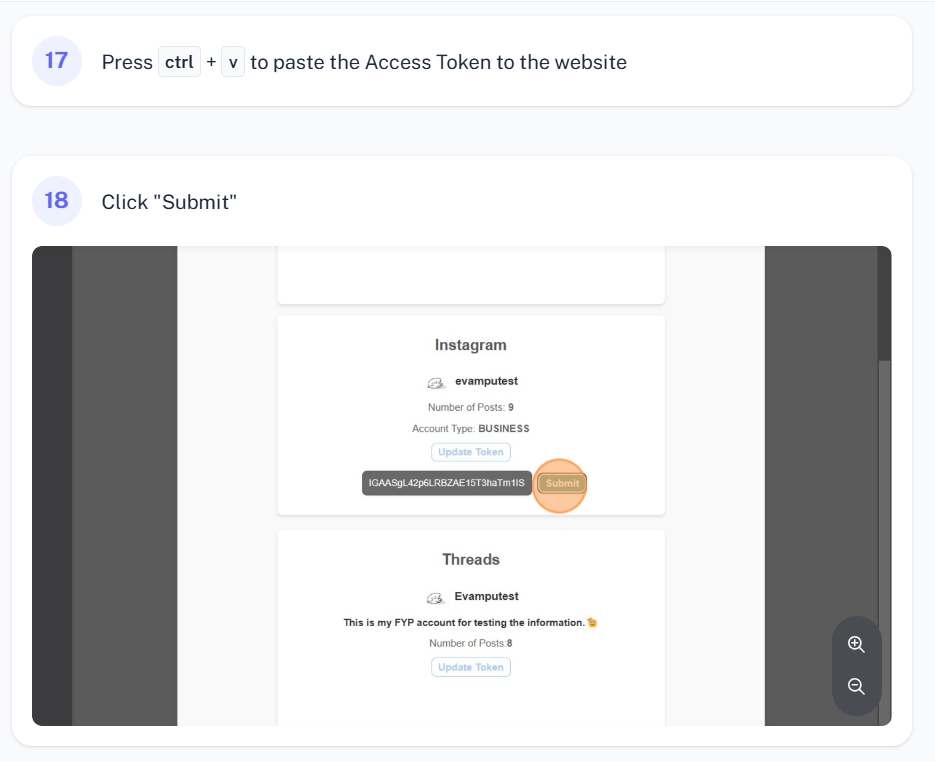 17 Press ctrl + v to paste the Access Token to the website
18 Click "Submit"
Instagram
evamputest
Number of Posts: 9
Account Type: BUSINESS
Update Token
IGAASgL42p6LRBZAE15T3haTm1IS Submit
Threads
Evamputest
This is my FYP account for testing the information.
Number of Posts:8
Update Token